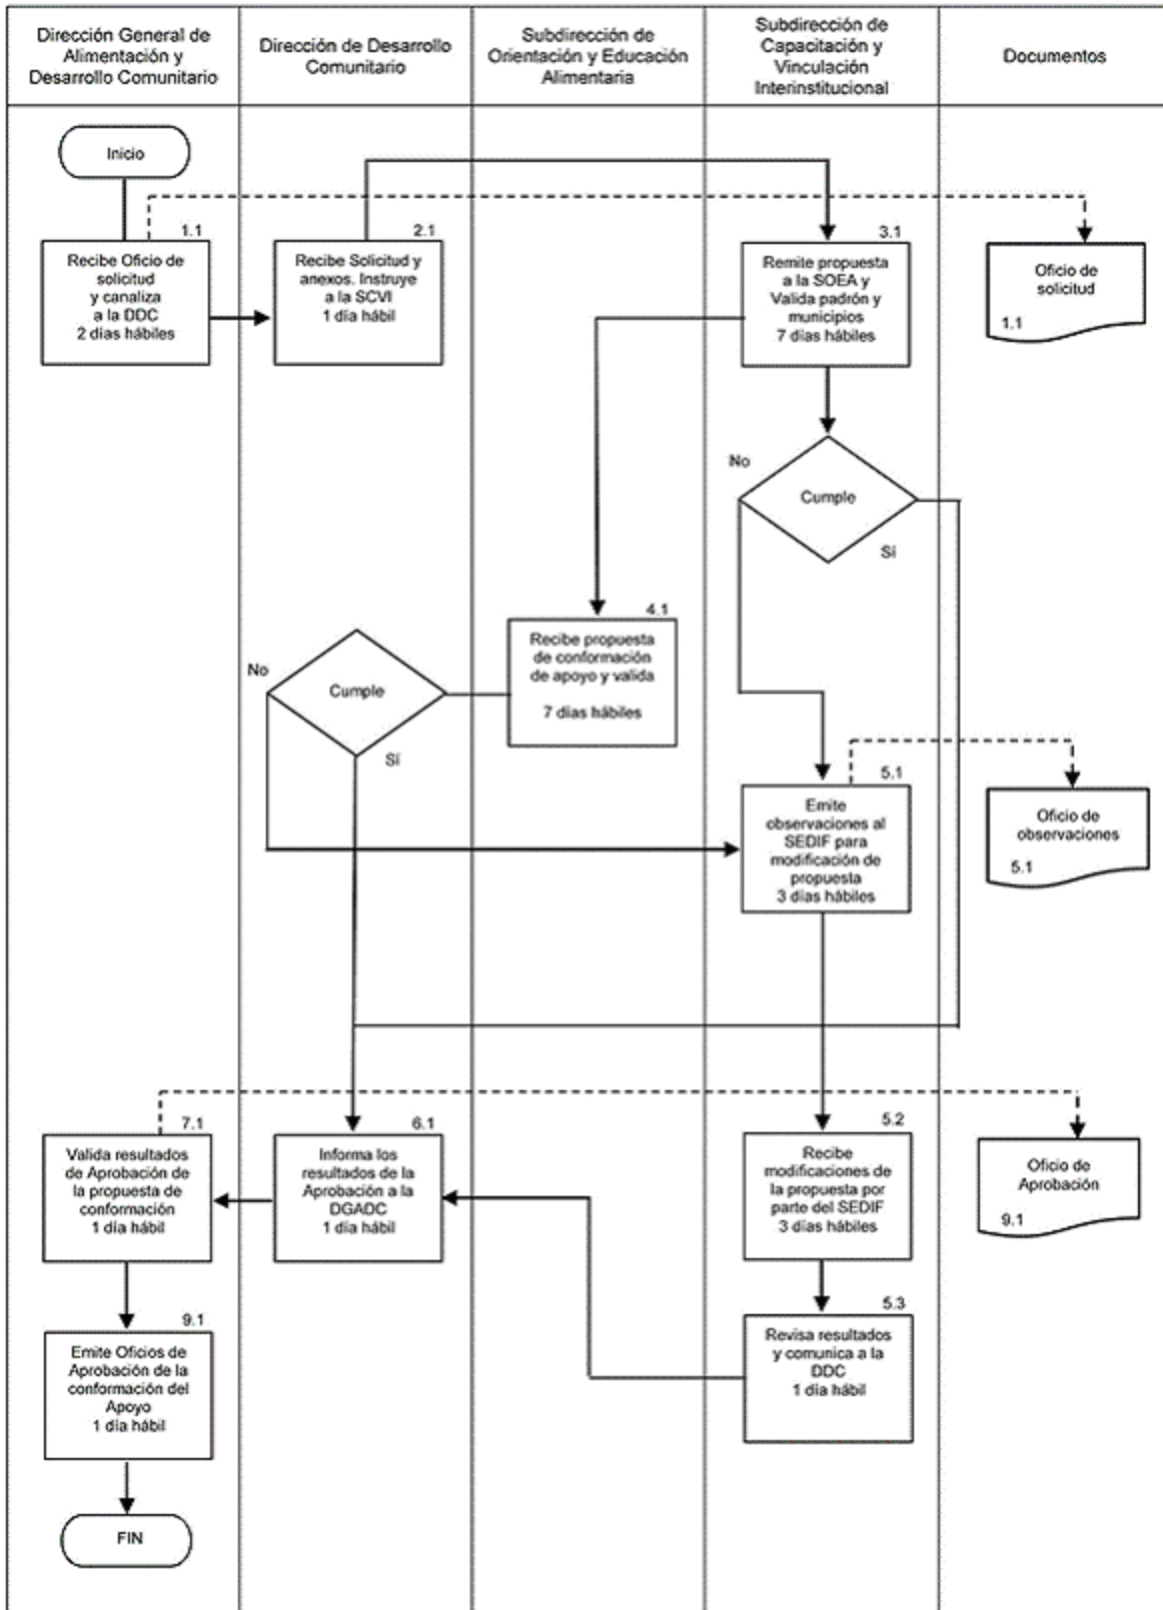 Dirección General de
Alimentación y
Desarrollo Comunitario
Dirección de Desarrollo
Comunitario
Subdirección de
Orientación y Educación
Alimentaria
Subdirección de
Capacitación y
Vinculación
Interinstitucional
Documentos
Inicio
1.1
Recibe Oficio de
solicitud
y canaliza
a la DDC
2 días hábiles
2.1
Recibe Solicitud y
anexos. Instruye
a la SCVI
1 día hábil
3.1
Remite propuesta
a la SOEA y
Valida padrón y
municipios
7 días hábiles
Oficio de
solicitud
1.1
No
Cumple
Sí
4.1
Recibe propuesta
de conformación
de apoyo y valida
7 días hábiles
No
Cumple
Sí
5.1
Emite
observaciones al
SEDIF para
modificación de
propuesta
3 días hábiles
Oficio de
observaciones
5.1
7.1
Valida resultados
de Aprobación de
la propuesta de
conformación
1 día hábil
6.1
Informa los
resultados de la
Aprobación a la
DGADC
1 día hábil
5.2
Recibe
modificaciones de
la propuesta por
parte del SEDIF
3 días hábiles
Oficio de
Aprobación
9.1
9.1
Emite Oficios de
Aprobación de la
conformación del
Apoyo
1 día hábil
5.3
Revisa resultados
y comunica a la
DDC
1 día hábil
FIN